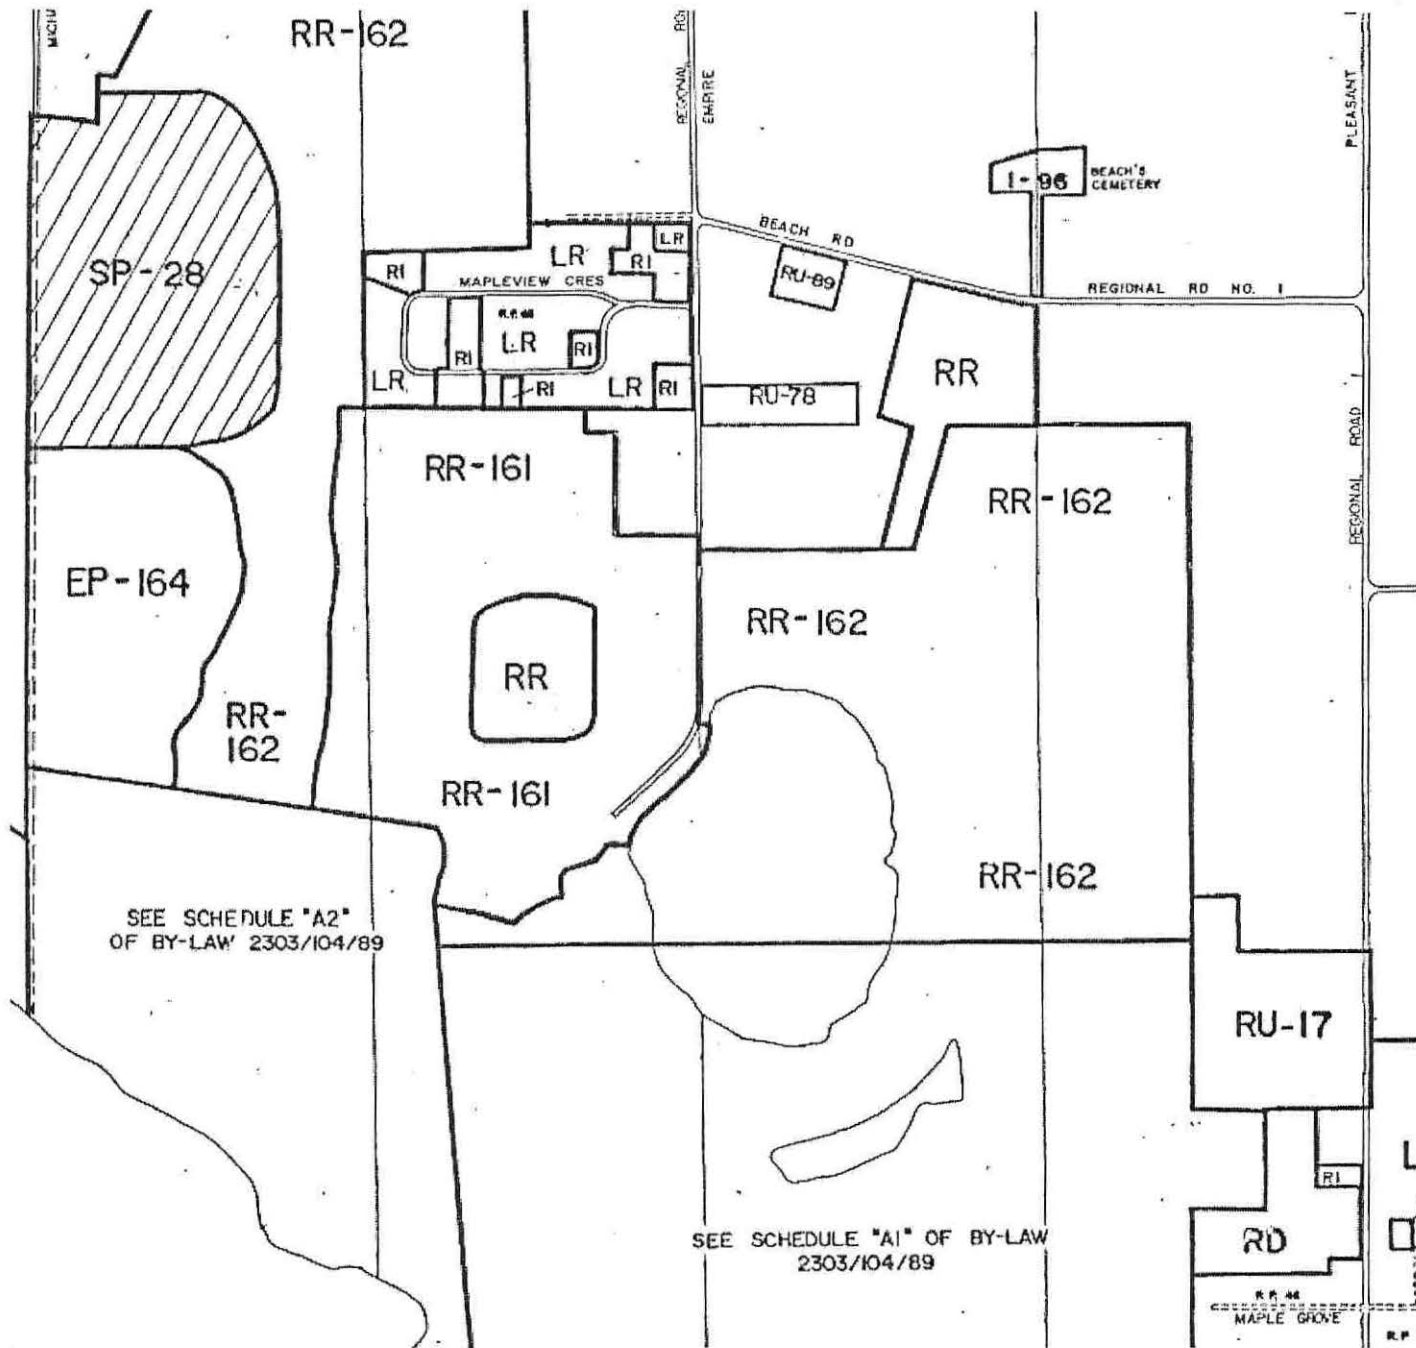 RR-162
REGIONAL
EMPIRE
PLEASANT
I-96
BEACH'S
CEMETERY
BEACH RD
SP-28
LR
LR
RI
RI
MAPLEVIEW CRES
RU-89
REGIONAL RD NO. 1
LR
RI
RI
LR
RI
LR
RI
RU-78
RR
REGIONAL ROAD
RR-161
RR-162
EP-164
RR-162
RR
RR-
162
RR-161
RR-162
SEE SCHEDULE "A2"
OF BY-LAW 2303/104/89
RU-17
RI
L
SEE SCHEDULE "A1" OF BY-LAW
2303/104/89
RD
MAPLE GROVE
R.P